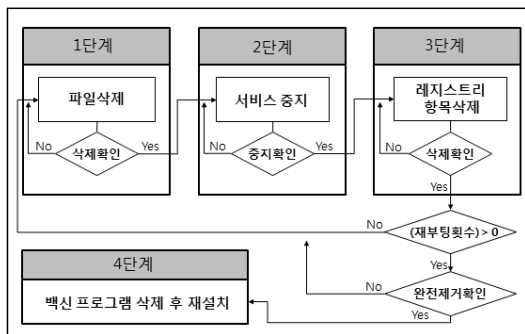 1단계
2단계
3단계
파일삭제
서비스 중지
레지스트리
항목삭제
No
삭제확인
Yes
No
중지확인
Yes
No
삭제확인
Yes
No
(재부팅횟수)> 0
Yes
4단계
백신 프로그램 삭제 후 재설치
No
완전제거확인
Yes